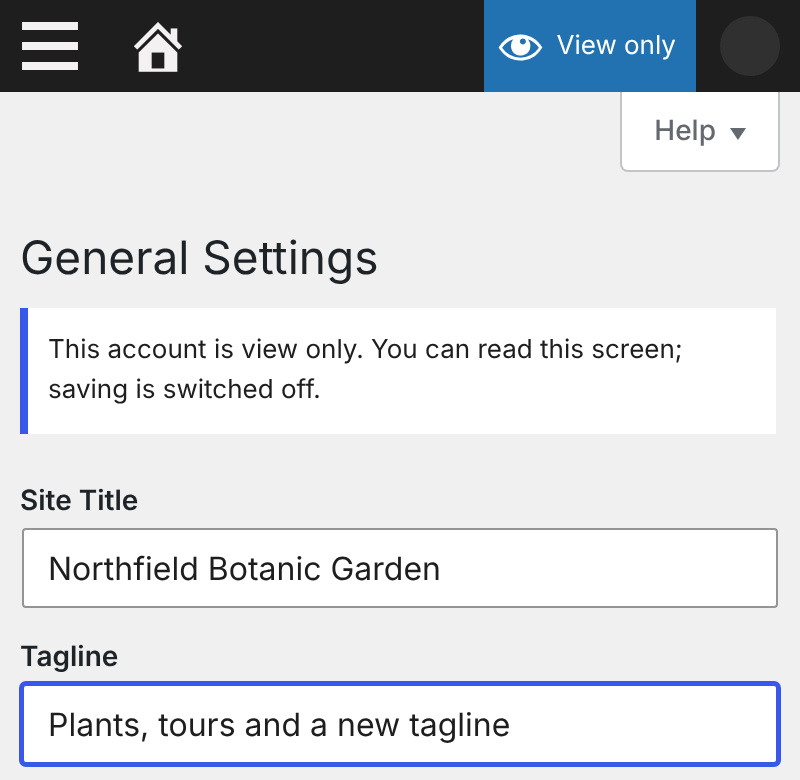 View only
Help
General Settings
This account is view only. You can read this screen;
saving is switched off.
Site Title
Northfield Botanic Garden
Tagline
Plants, tours and a new tagline